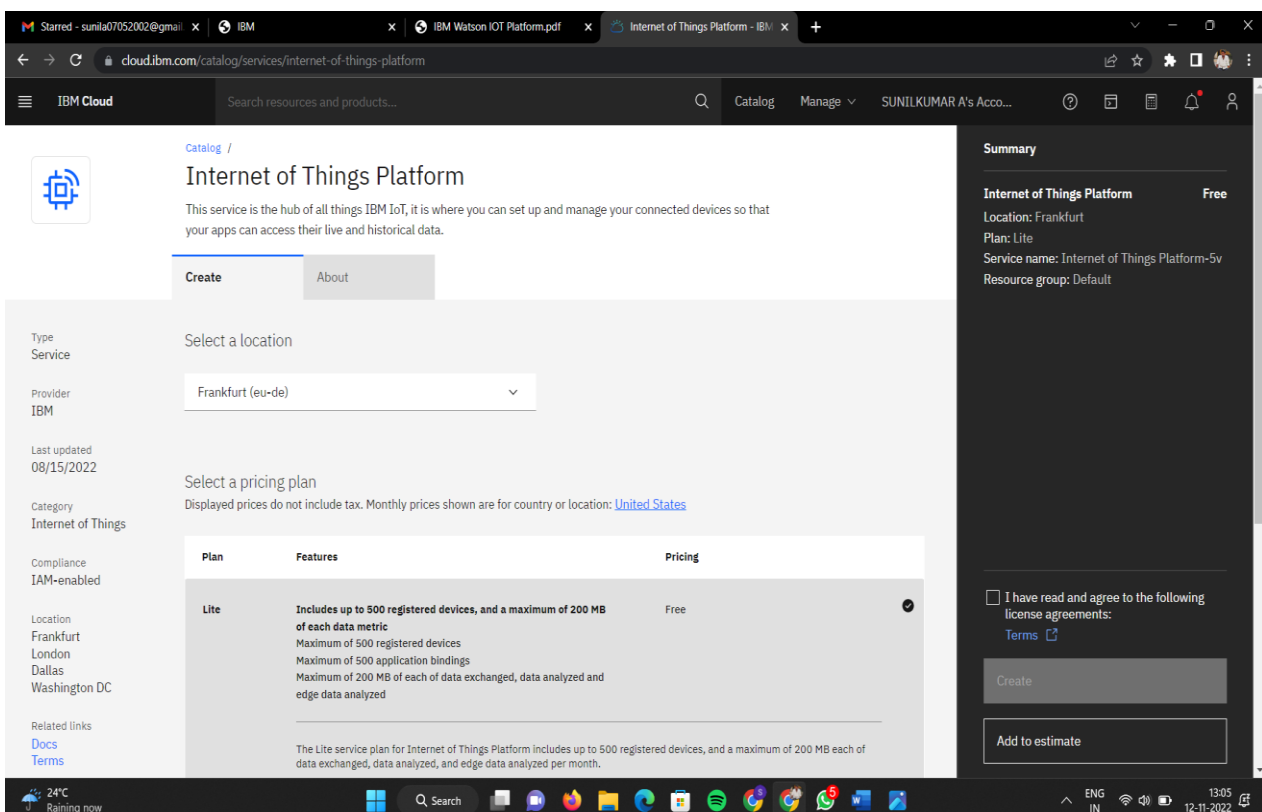 Starred - sunila07052002@gmail
IBM
IBM Watson IOT Platform.pdf
Internet of Things Platform - IBM
cloud.ibm.com/catalog/services/internet-of-things-platform
IBM Cloud
Search resources and products...
Catalog
Manage
SUNILKUMAR A's Acco...
Catalog /
Internet of Things Platform
This service is the hub of all things IBM IoT, it is where you can set up and manage your connected devices so that
your apps can access their live and historical data.
Create
About
Type
Service
Provider
IBM
Last updated
08/15/2022
Category
Internet of Things
Compliance
IAM-enabled
Location
Frankfurt
London
Dallas
Washington DC
Related links
Docs
Terms
Select a location
Frankfurt (eu-de)
Select a pricing plan
Displayed prices do not include tax. Monthly prices shown are for country or location: United States
Plan Features Pricing
Lite Includes up to 500 registered devices, and a maximum of 200 MB Free
of each data metric
Maximum of 500 registered devices
Maximum of 500 application bindings
Maximum of 200 MB of each of data exchanged, data analyzed and
edge data analyzed
The Lite service plan for Internet of Things Platform includes up to 500 registered devices, and a maximum of 200 MB each of
data exchanged, data analyzed, and edge data analyzed per month.
Summary
Internet of Things Platform Free
Location: Frankfurt
Plan: Lite
Service name: Internet of Things Platform-5v
Resource group: Default
I have read and agree to the following
license agreements:
Terms
Create
Add to estimate
24°C
Raining now
Search
5
ENG
IN
13:05
12-11-2022